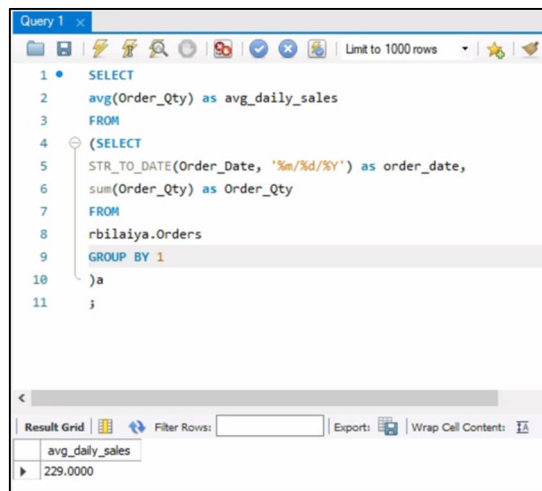 Query 1 ×
Limit to 1000 rows
1 SELECT
2 avg(Order_Qty) as avg_daily_sales
3 FROM
4 (SELECT
5 STR_TO_DATE(Order_Date, '%m/%d/%Y') as order_date,
6 sum(Order_Qty) as Order_Qty
7 FROM
8 rbilaiya.Orders
9 GROUP BY 1
10 )a
11 ;
Result Grid Filter Rows: Export: Wrap Cell Content: IA
avg_daily_sales
229.0000